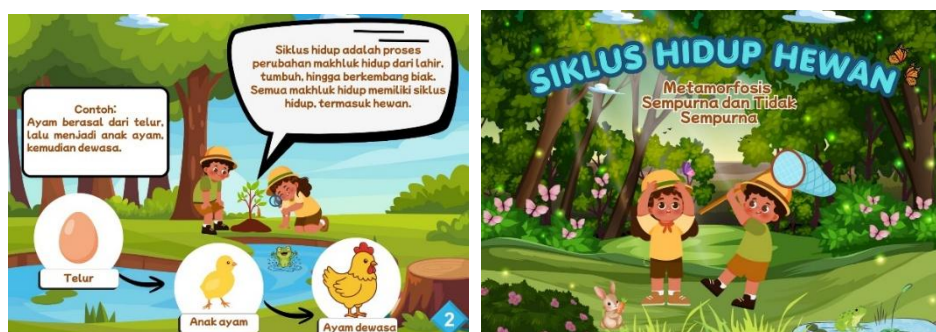 Siklus hidup adalah proses
perubahan makhluk hidup dari lahir,
tumbuh, hingga berkembang biak.
Semua makhluk hidup memiliki siklus
hidup, termasuk hewan.
Contoh:
Ayam berasal dari telur,
lalu menjadi anak ayam,
kemudian dewasa.
Telur
Anak ayam
Ayam dewasa
2
SIKLUS HIDUP HEWAN
Metamorfosis
Sempurna dan Tidak
Sempurna